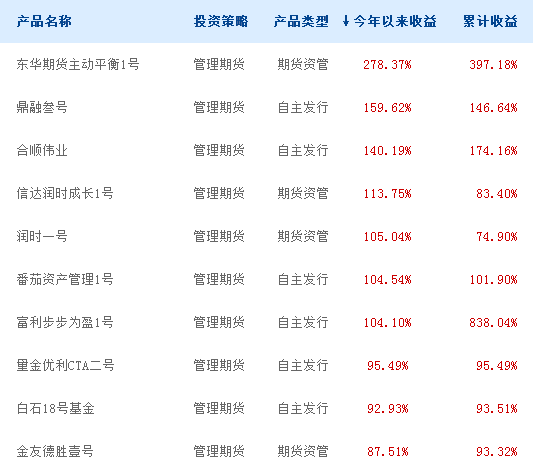 产品名称 投资策略 产品类型 ↓今年以来收益 累计收益
东华期货主动平衡1号 管理期货 期货资管 278.37% 397.18%
鼎融叁号 管理期货 自主发行 159.62% 146.64%
合顺伟业 管理期货 自主发行 140.19% 174.16%
信达润时成长1号 管理期货 期货资管 113.75% 83.40%
润时一号 管理期货 期货资管 105.04% 74.90%
番茄资产管理1号 管理期货 自主发行 104.54% 101.90%
富利步步为盈1号 管理期货 自主发行 104.10% 838.04%
量金优利CTA二号 管理期货 自主发行 95.49% 95.49%
白石18号基金 管理期货 自主发行 92.93% 93.51%
金友德胜壹号 管理期货 期货资管 87.51% 93.32%